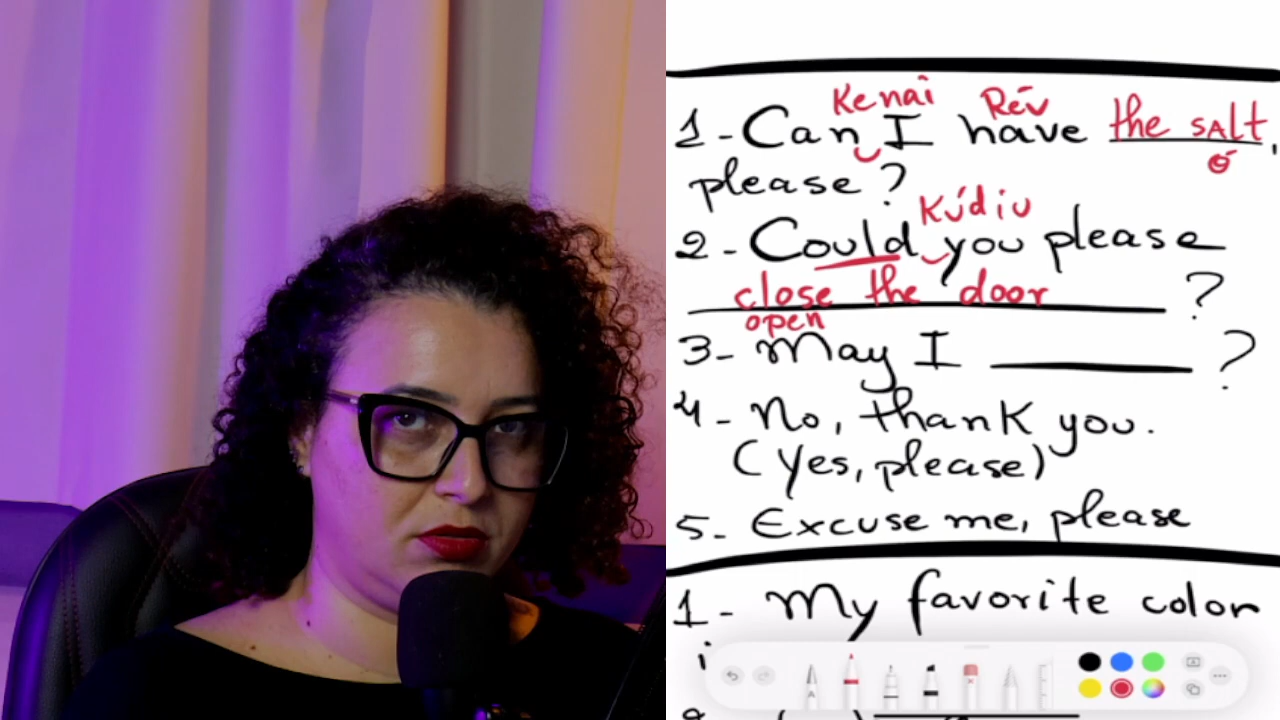 Kenaî Rév
1-Can I have the sAlt,
ó
please?
Kúdiu
2-Could you please
close the door ?
open
3-May I ?
4-No, thank you.
(Yes, please)
5. Excuse me, please
1- My favorite color
i